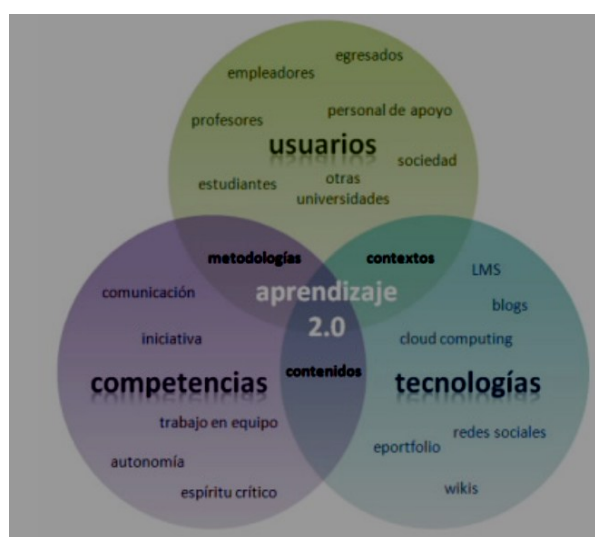 egresados
empleadores
personal de apoyo
profesores
usuarios
sociedad
estudiantes
otras
universidades
metodologías
contextos
LMS
comunicación
aprendizaje
2.0
blogs
iniciativa
cloud computing
contenidos
competencias
tecnologías
trabajo en equipo
redes sociales
eportfolio
autonomía
espíritu crítico
wikis